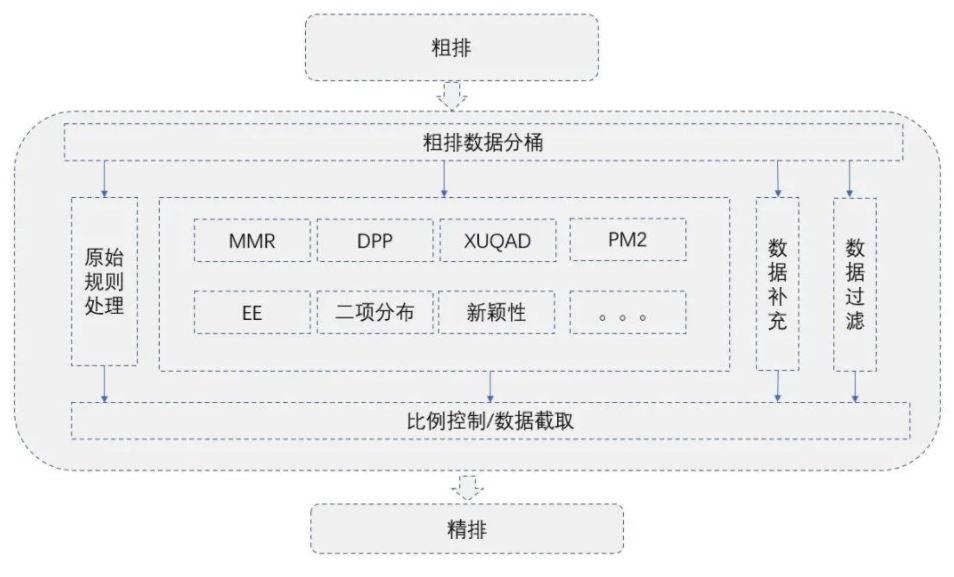 粗排
粗排数据分桶
原始
规则
处理
MMR
DPP
XUQAD
PM2
EE
二项分布
新颖性
。。。
数据补充
数据过滤
比例控制/数据截取
精排